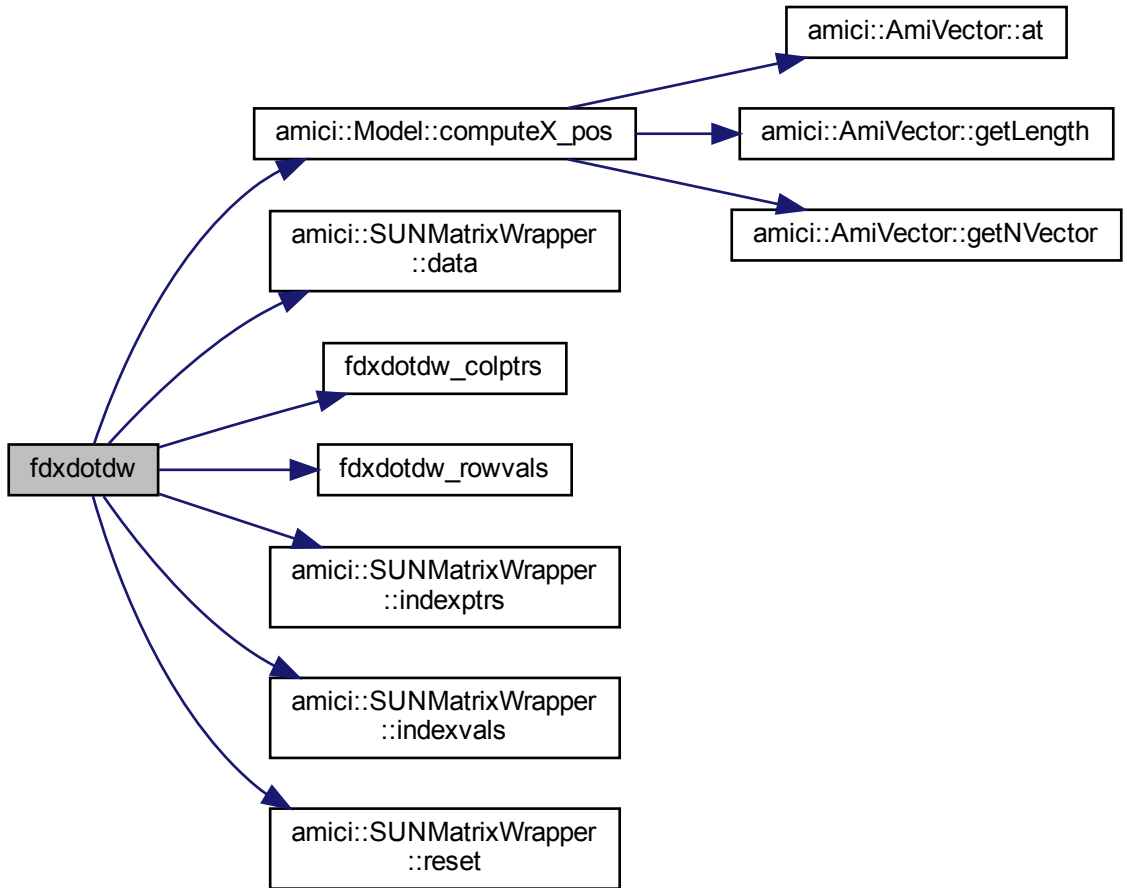 amici::AmiVector::at
amici::Model::computeX_pos
amici::AmiVector::getLength
amici::AmiVector::getNVector
amici::SUNMatrixWrapper
::data
fdxdotdw_colptrs
fdxdotdw
fdxdotdw_rowvals
amici::SUNMatrixWrapper
::indexptrs
amici::SUNMatrixWrapper
::indexvals
amici::SUNMatrixWrapper
::reset